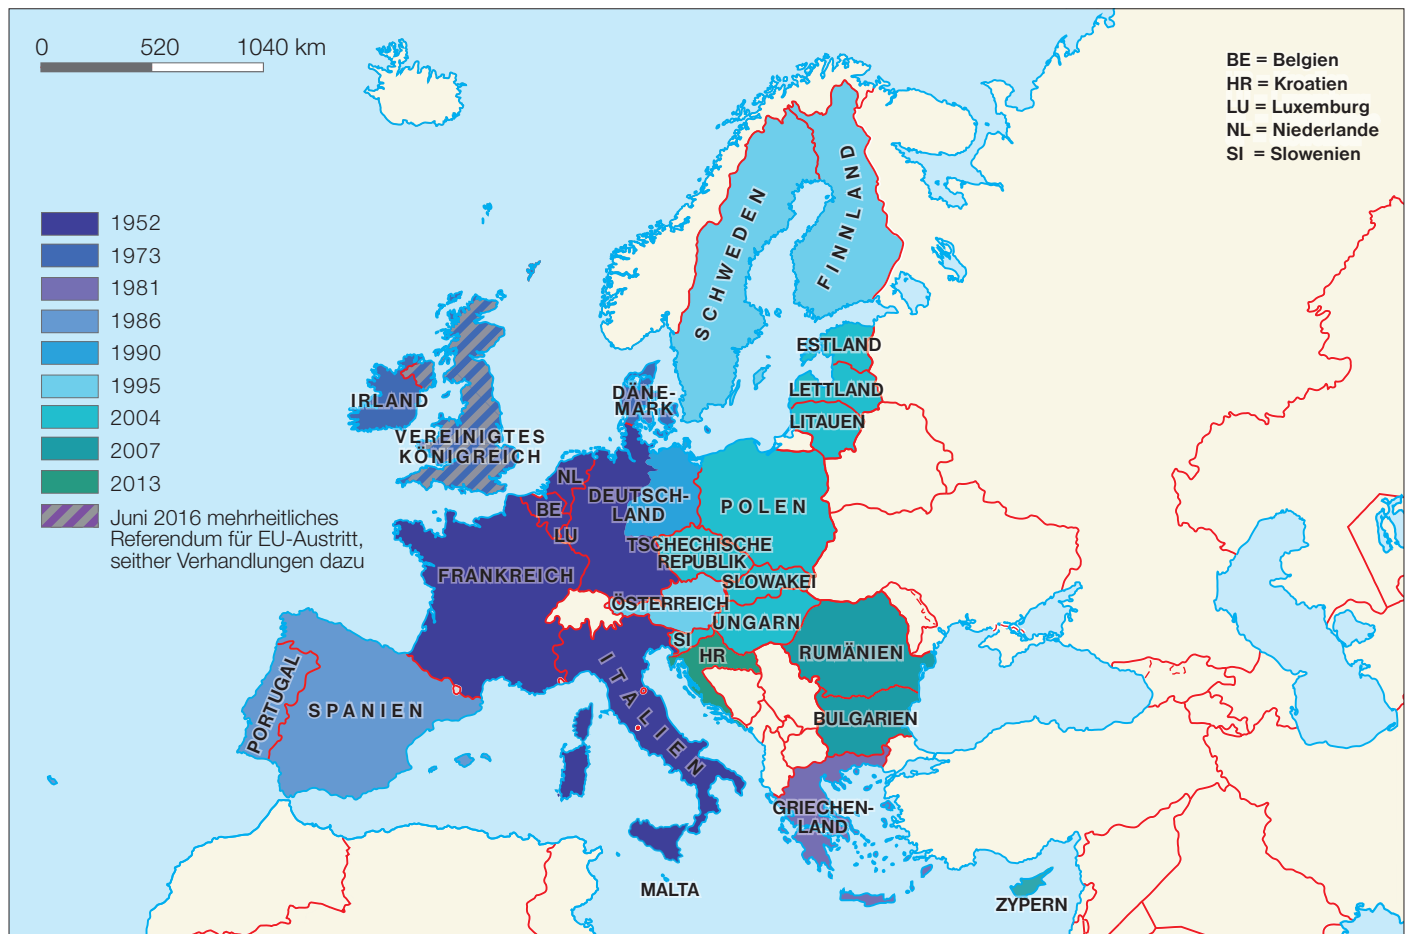 0 520 1040 km
BE = Belgien
HR = Kroatien
LU = Luxemburg
NL = Niederlande
SI = Slowenien
1952
1973
1981
1986
1990
1995
2004
2007
2013
Juni 2016 mehrheitliches
Referendum für EU-Austritt,
seither Verhandlungen dazu
SCHWEDEN
FINNLAND
ESTLAND
LETTLAND
LITAUEN
IRLAND
VEREINIGTES
KÖNIGREICH
DÄNE-
MARK
NL
BE
LU
DEUTSCH-
LAND
POLEN
TSCHECHISCHE
REPUBLIK
SLOWAKEI
FRANKREICH
ÖSTERREICH
UNGARN
SI
HR
RUMÄNIEN
BULGARIEN
PORTUGAL
SPANIEN
ITALIEN
GRIECHEN-
LAND
MALTA
ZYPERN